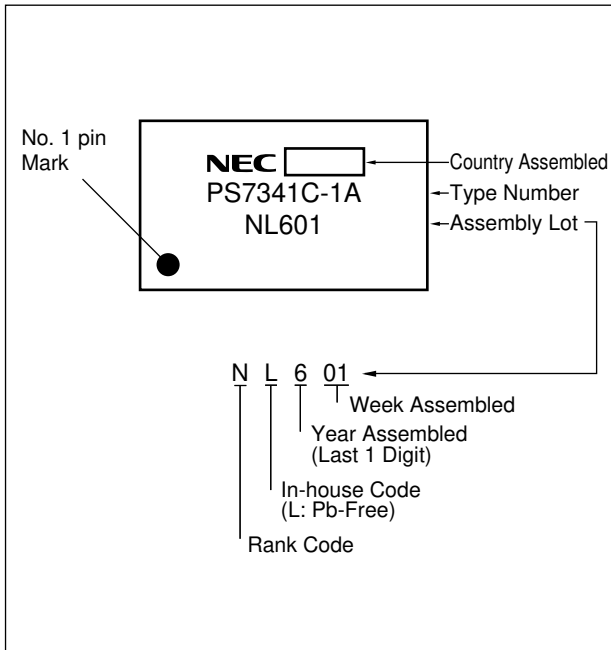 No. 1 pin
Mark
NEC
Country Assembled
PS7341C-1A
Type Number
NL601
Assembly Lot
N L 6 01
Week Assembled
Year Assembled
(Last 1 Digit)
In-house Code
(L: Pb-Free)
Rank Code